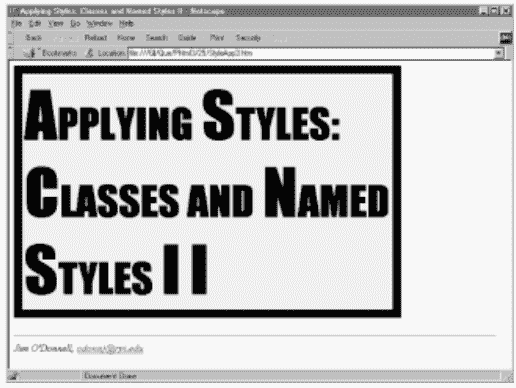 Applying Styles: Classes and Named Styles II - Netscape
File Edit View Go Window Help
Back Reload Home Search Guide Print Security
Bookmarks Location:
APPLYING STYLES:
CLASSES AND NAMED
STYLES II
Jim O'Donnell,
Document: Done